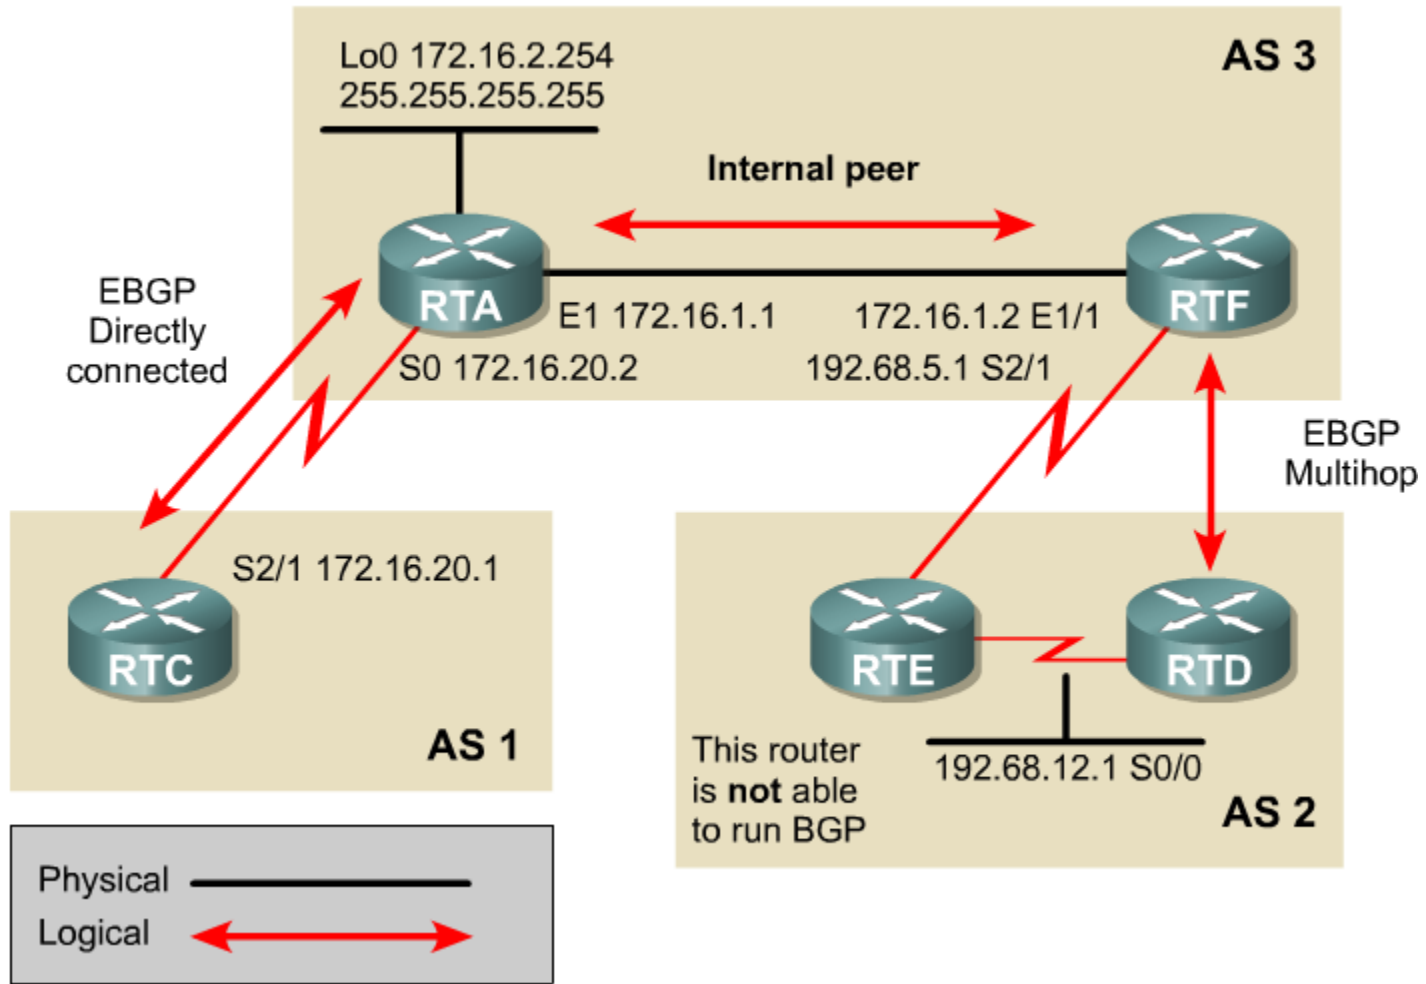 Lo0 172.16.2.254
255.255.255.255
AS 3
Internal peer
EBGP
Directly
connected
RTA
RTF
E1 172.16.1.1
172.16.1.2 E1/1
S0 172.16.20.2
192.68.5.1 S2/1
EBGP
Multihop
S2/1 172.16.20.1
RTC
AS 1
RTE
RTD
This router
is not able
to run BGP
192.68.12.1 S0/0
AS 2
Physical
Logical